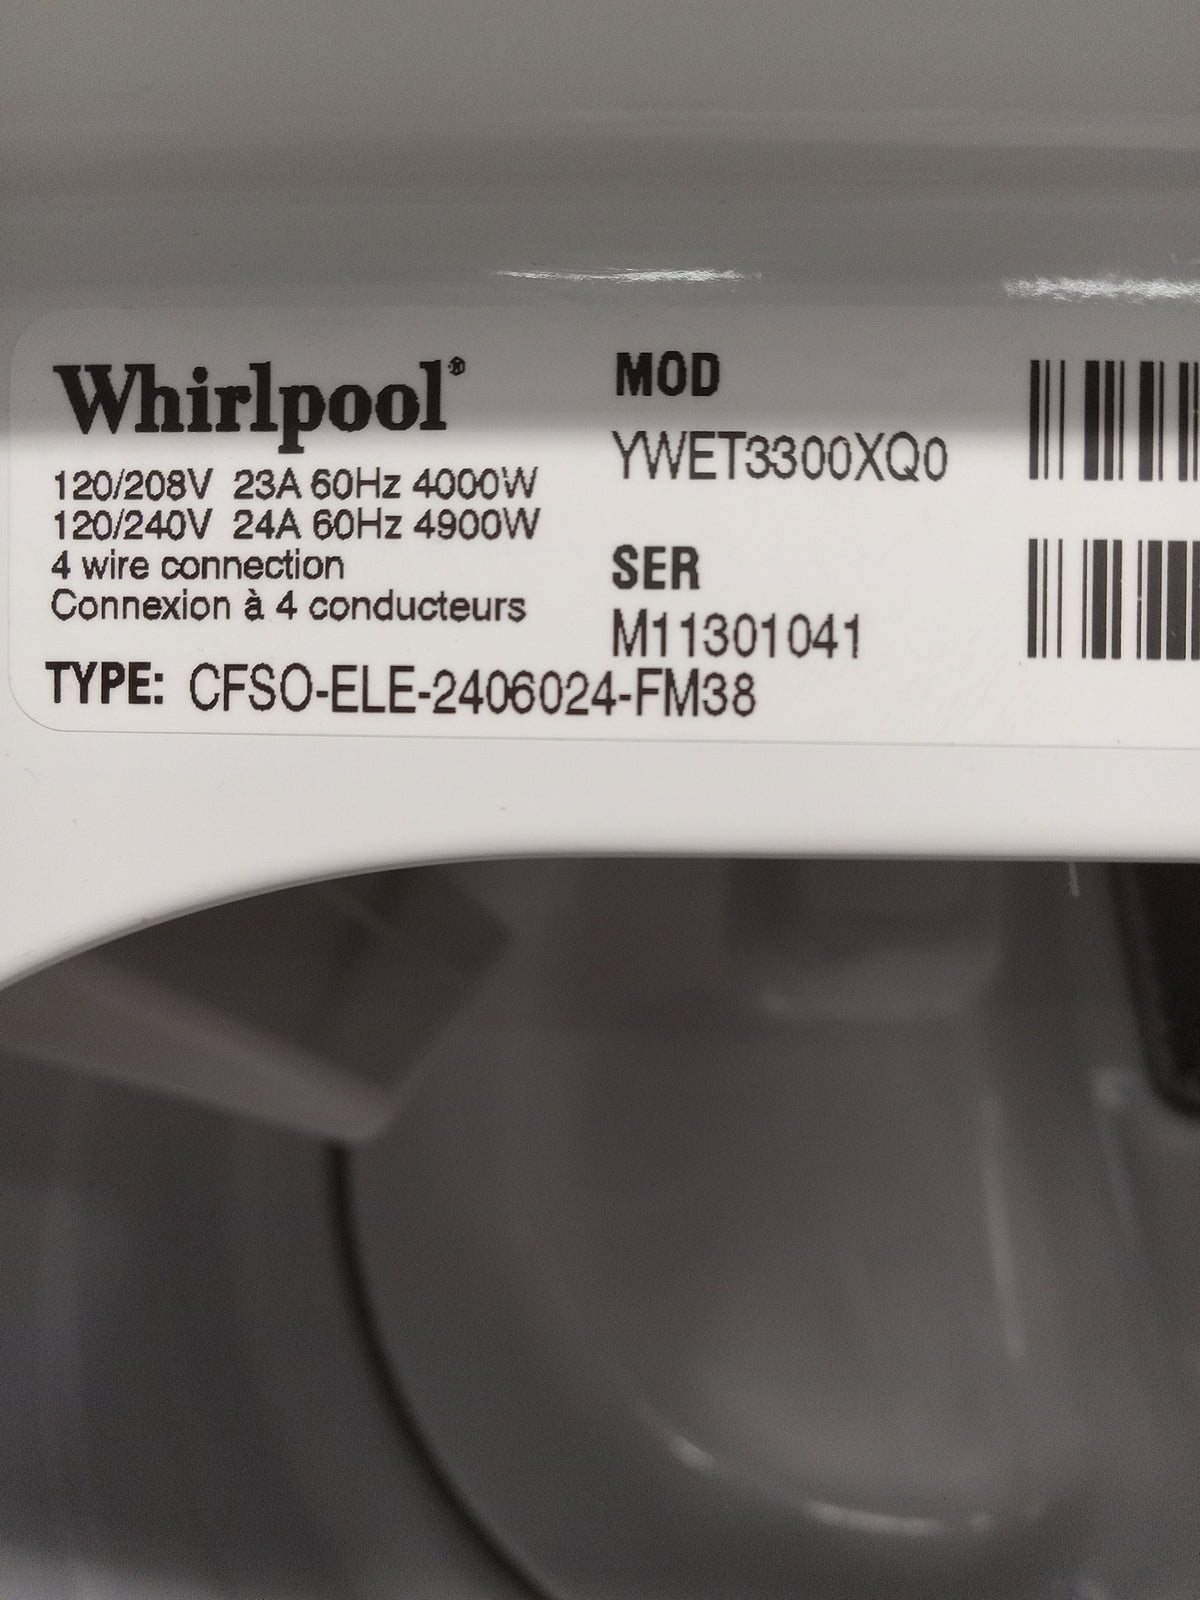 Whirlpool®
120/208V 23A 60Hz 4000W
120/240V 24A 60Hz 4900W
4 wire connection
Connexion à 4 conducteurs
TYPE: CFSO-ELE-2406024-FM38
MOD
YWET3300XQ0
SER
M11301041